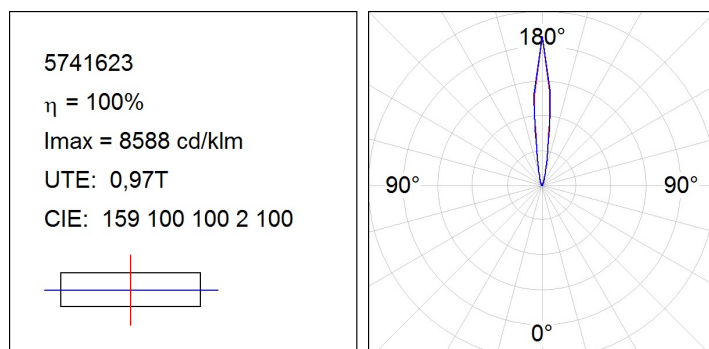 5741623
η = 100%
Imax = 8588 cd/klm
UTE: 0,97T
CIE: 159 100 100 2 100
180°
90° 90°
0°